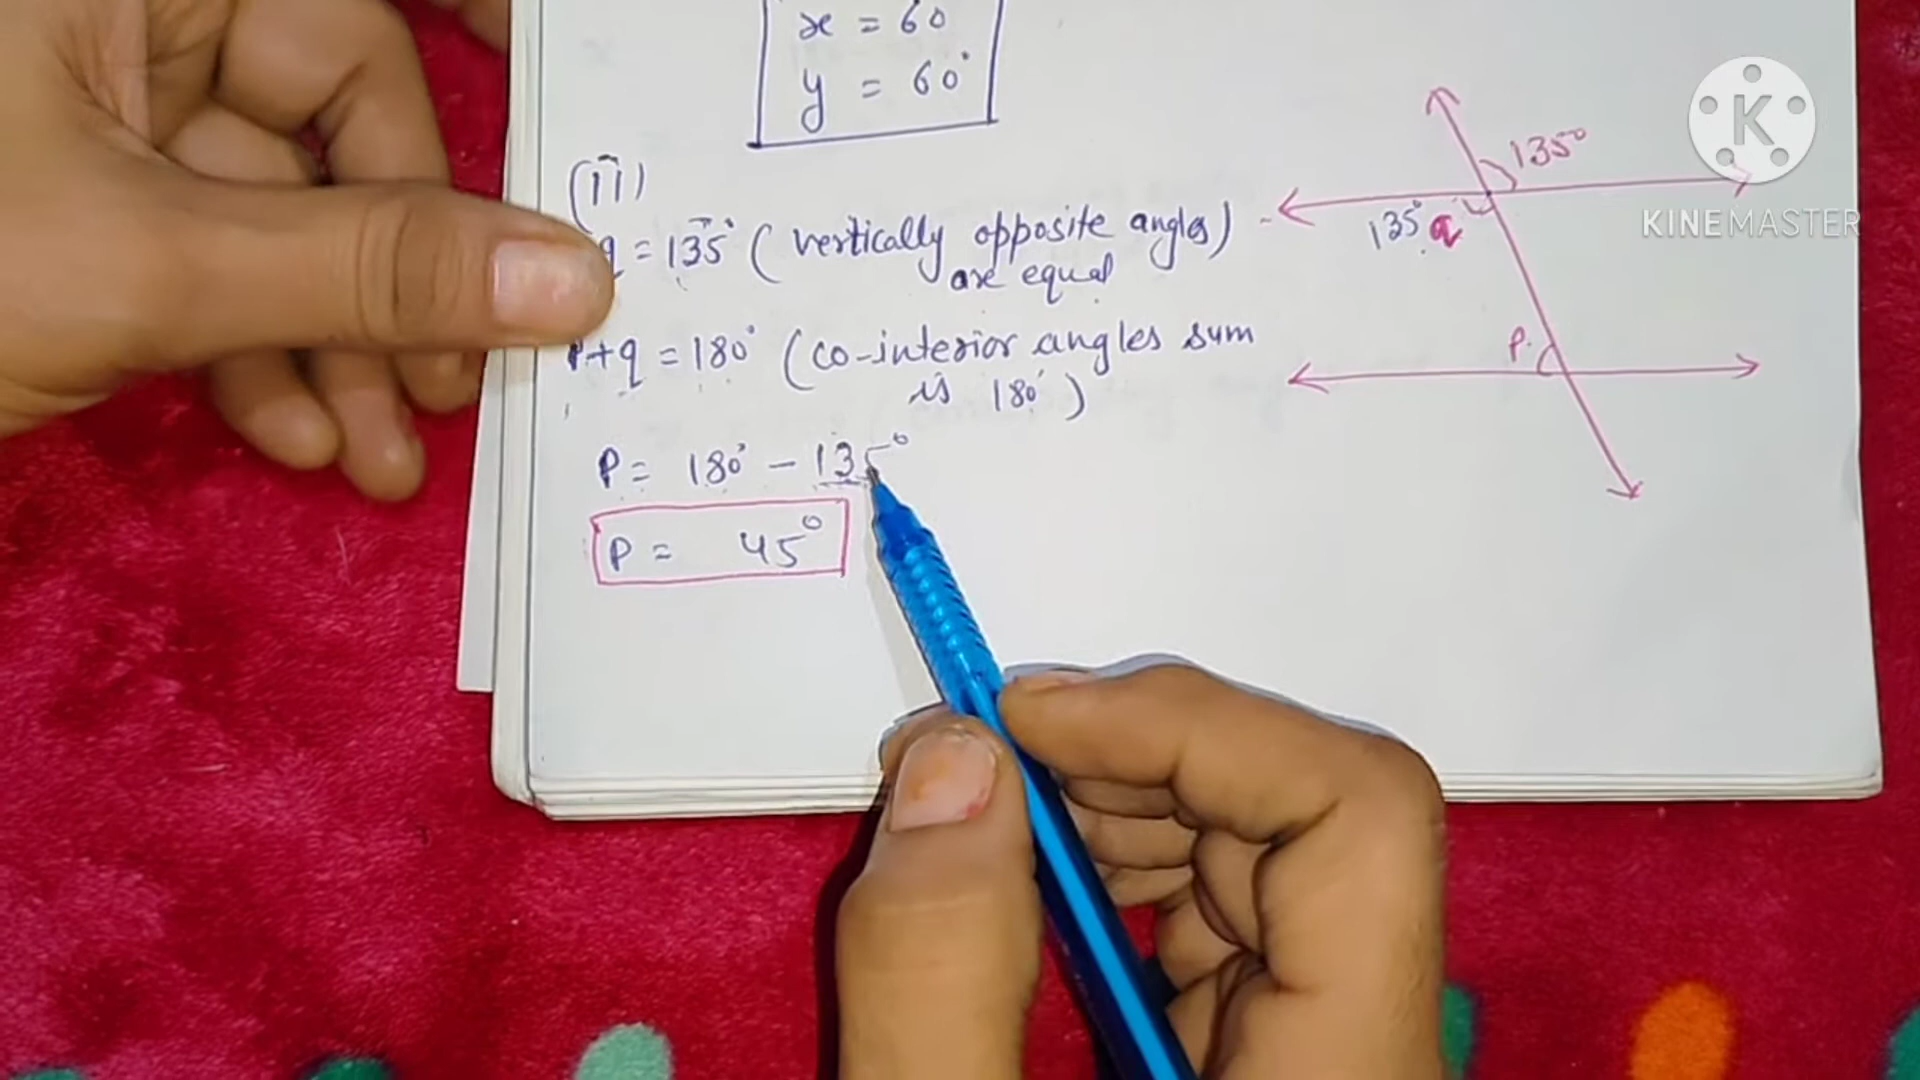 x = 60
y = 60°
(ii)
q = 135° (vertically opposite angles)
are equal
P+q = 180° (co-interior angles sum
is 180°)
P = 180° - 135°
P = 45°
135°
135° q
P.
K
KINEMASTER